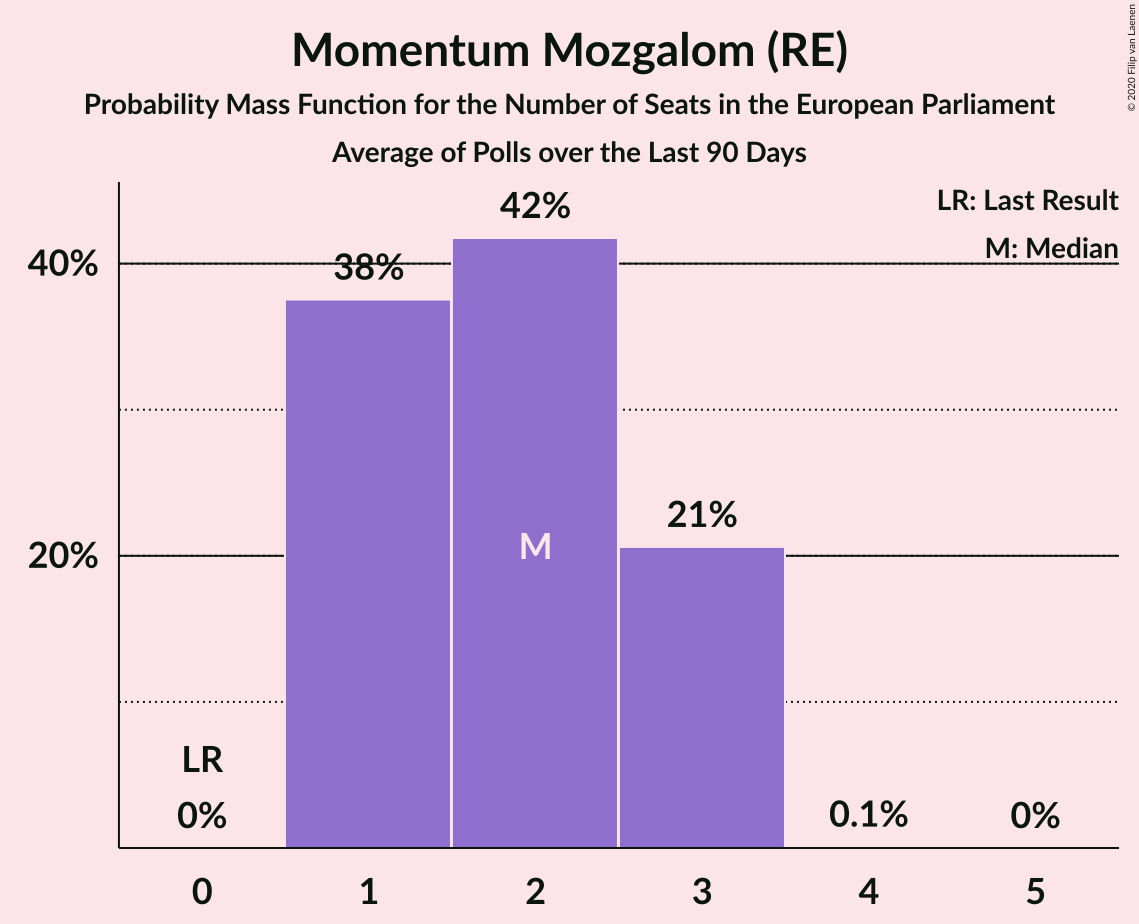 Momentum Mozgalom (RE)
Probability Mass Function for the Number of Seats in the European Parliament
Average of Polls over the Last 90 Days
© 2020 Filip van Laenen
LR: Last Result
M: Median
42%
40%
38%
21%
20%
M
LR
0%
0.1%
0%
0 1 2 3 4 5